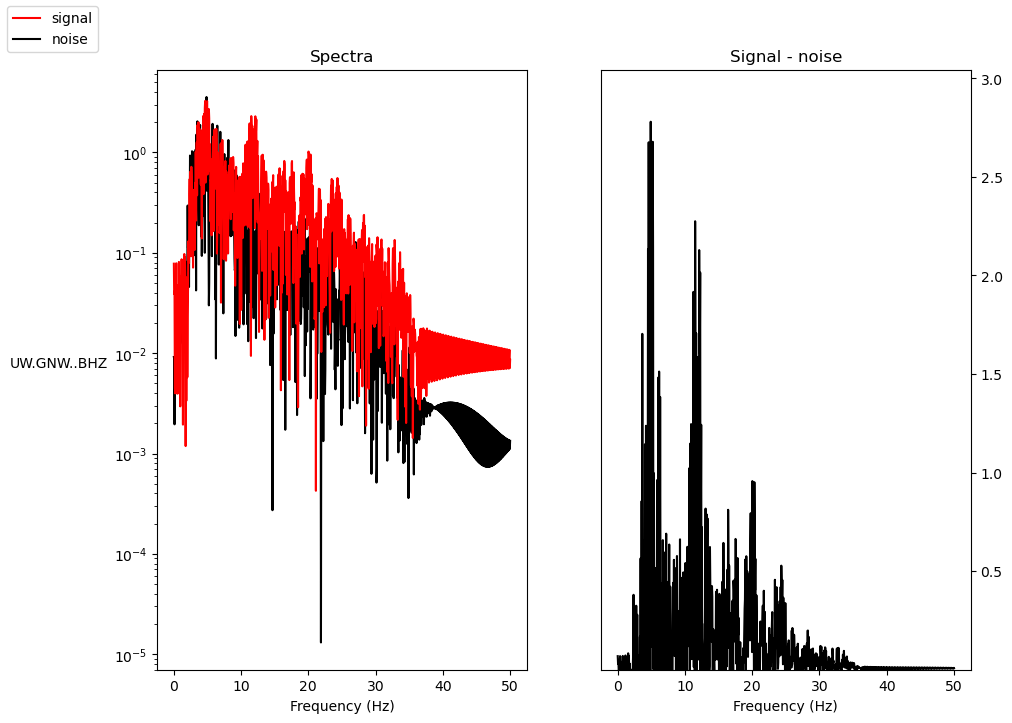 signal
noise
Spectra
Signal - noise
UW.GNW..BHZ
10^0
10^-1
10^-2
10^-3
10^-4
10^-5
0 10 20 30 40 50
Frequency (Hz)
3.0
2.5
2.0
1.5
1.0
0.5
0 10 20 30 40 50
Frequency (Hz)